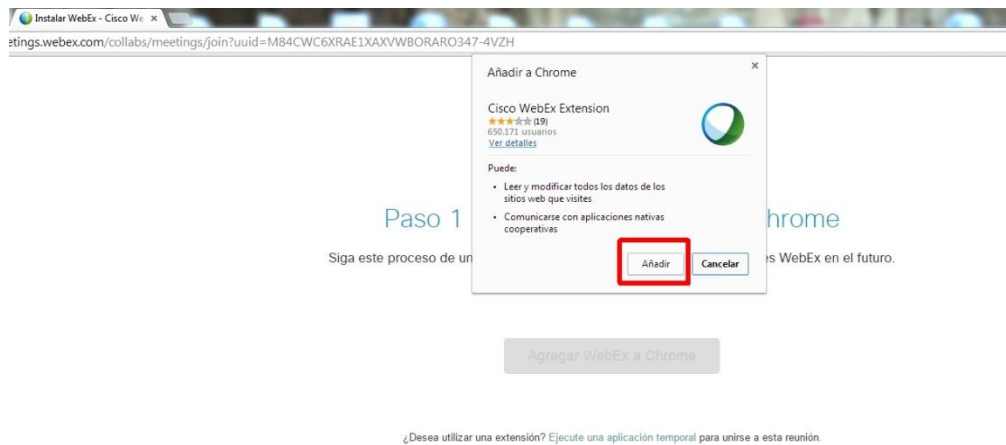 Instalar WebEx - Cisco We
etings.webex.com/collabs/meetings/join?uuid=M84CWC6XRAE1XAXVWBORARO347-4VZH
Añadir a Chrome
Cisco WebEx Extension
(19)
650.171 usuarios
Ver detalles
Puede:
• Leer y modificar todos los datos de los
sitios web que visites
• Comunicarse con aplicaciones nativas
cooperativas
Añadir Cancelar
Paso 1 hrome
Siga este proceso de un s WebEx en el futuro.
Agregar WebEx a Chrome
¿Desea utilizar una extensión? Ejecute una aplicación temporal para unirse a esta reunión.